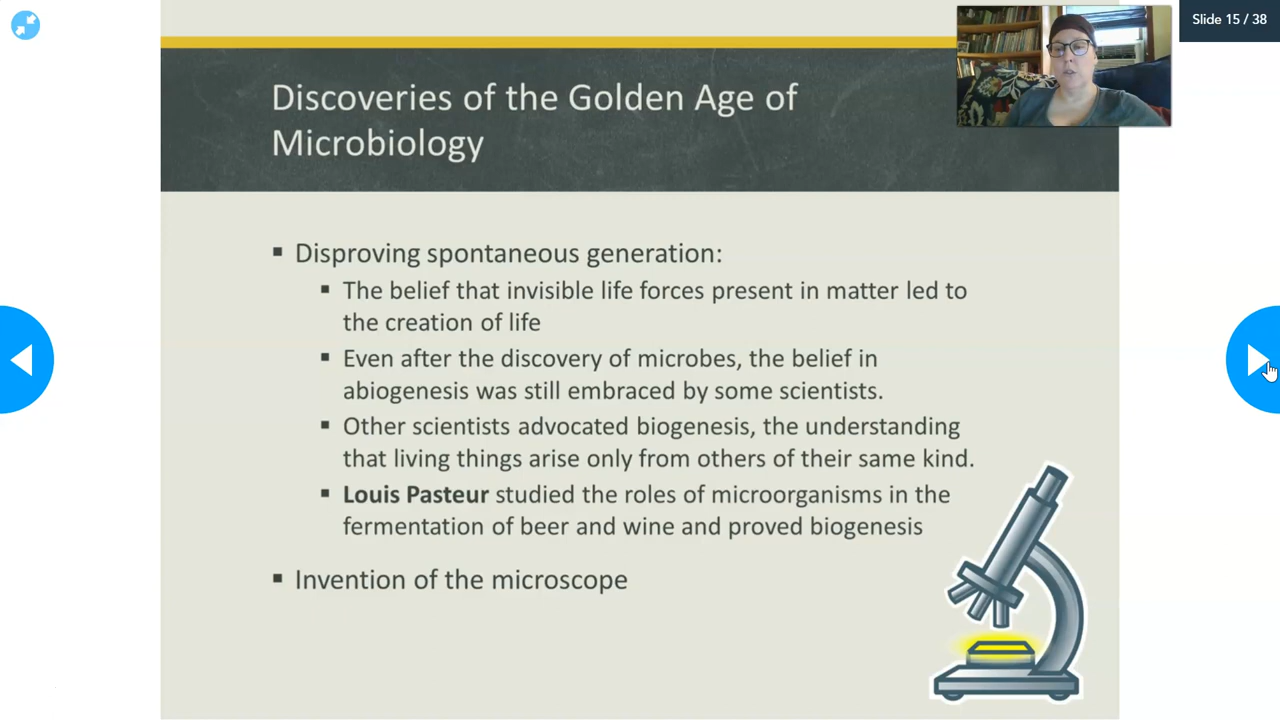 Slide 15 / 38
Discoveries of the Golden Age of
Microbiology
▪ Disproving spontaneous generation:
▪ The belief that invisible life forces present in matter led to
the creation of life
▪ Even after the discovery of microbes, the belief in
abiogenesis was still embraced by some scientists.
▪ Other scientists advocated biogenesis, the understanding
that living things arise only from others of their same kind.
▪ Louis Pasteur studied the roles of microorganisms in the
fermentation of beer and wine and proved biogenesis
▪ Invention of the microscope